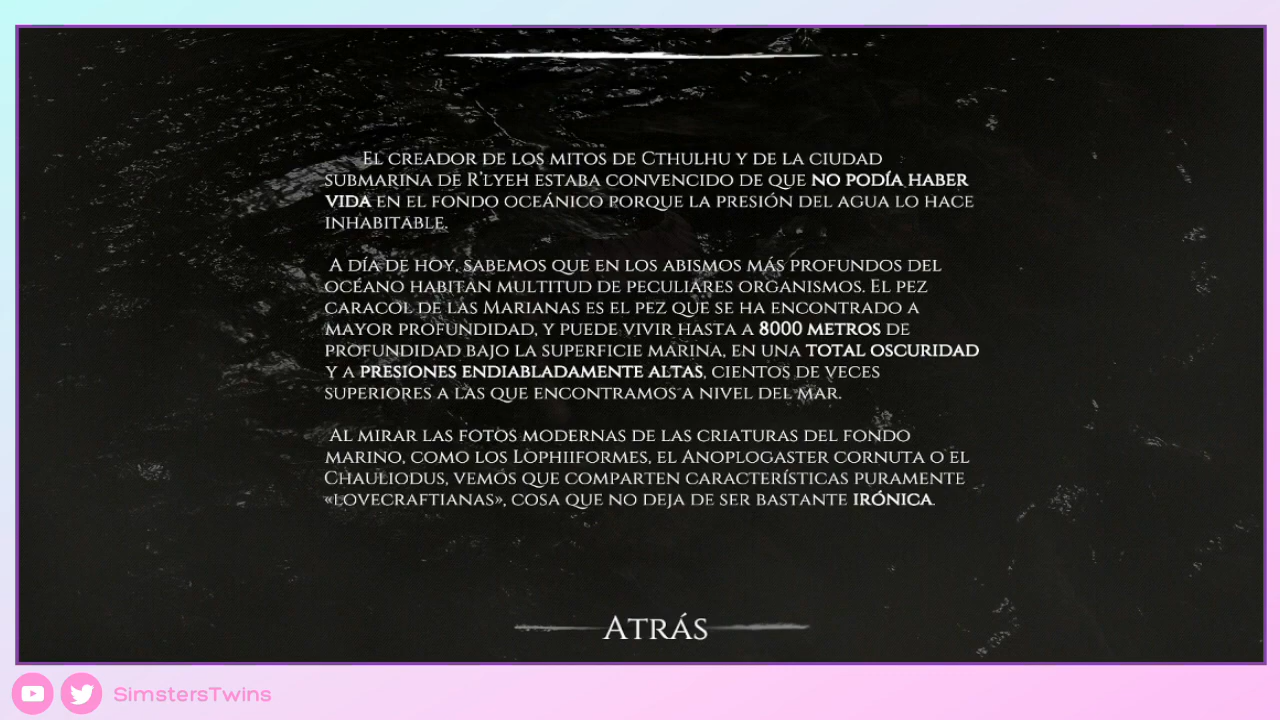 El creador de los mitos de Cthulhu y de la ciudad
submarina de R'lyeh estaba convencido de que no podía haber
vida en el fondo oceánico porque la presión del agua lo hace
inhabitable.
A día de hoy, sabemos que en los abismos más profundos del
océano habitan multitud de peculiares organismos. El pez
caracol de las Marianas es el pez que se ha encontrado a
mayor profundidad, y puede vivir hasta a 8000 metros de
profundidad bajo la superficie marina, en una total oscuridad
y a presiones endiabladamente altas, cientos de veces
superiores a las que encontramos a nivel del mar.
Al mirar las fotos modernas de las criaturas del fondo
marino, como los Lophiiformes, el Anoplogaster cornuta o el
Chauliodus, vemos que comparten características puramente
«lovecraftianas», cosa que no deja de ser bastante irónica.
Atrás
SimstersTwins